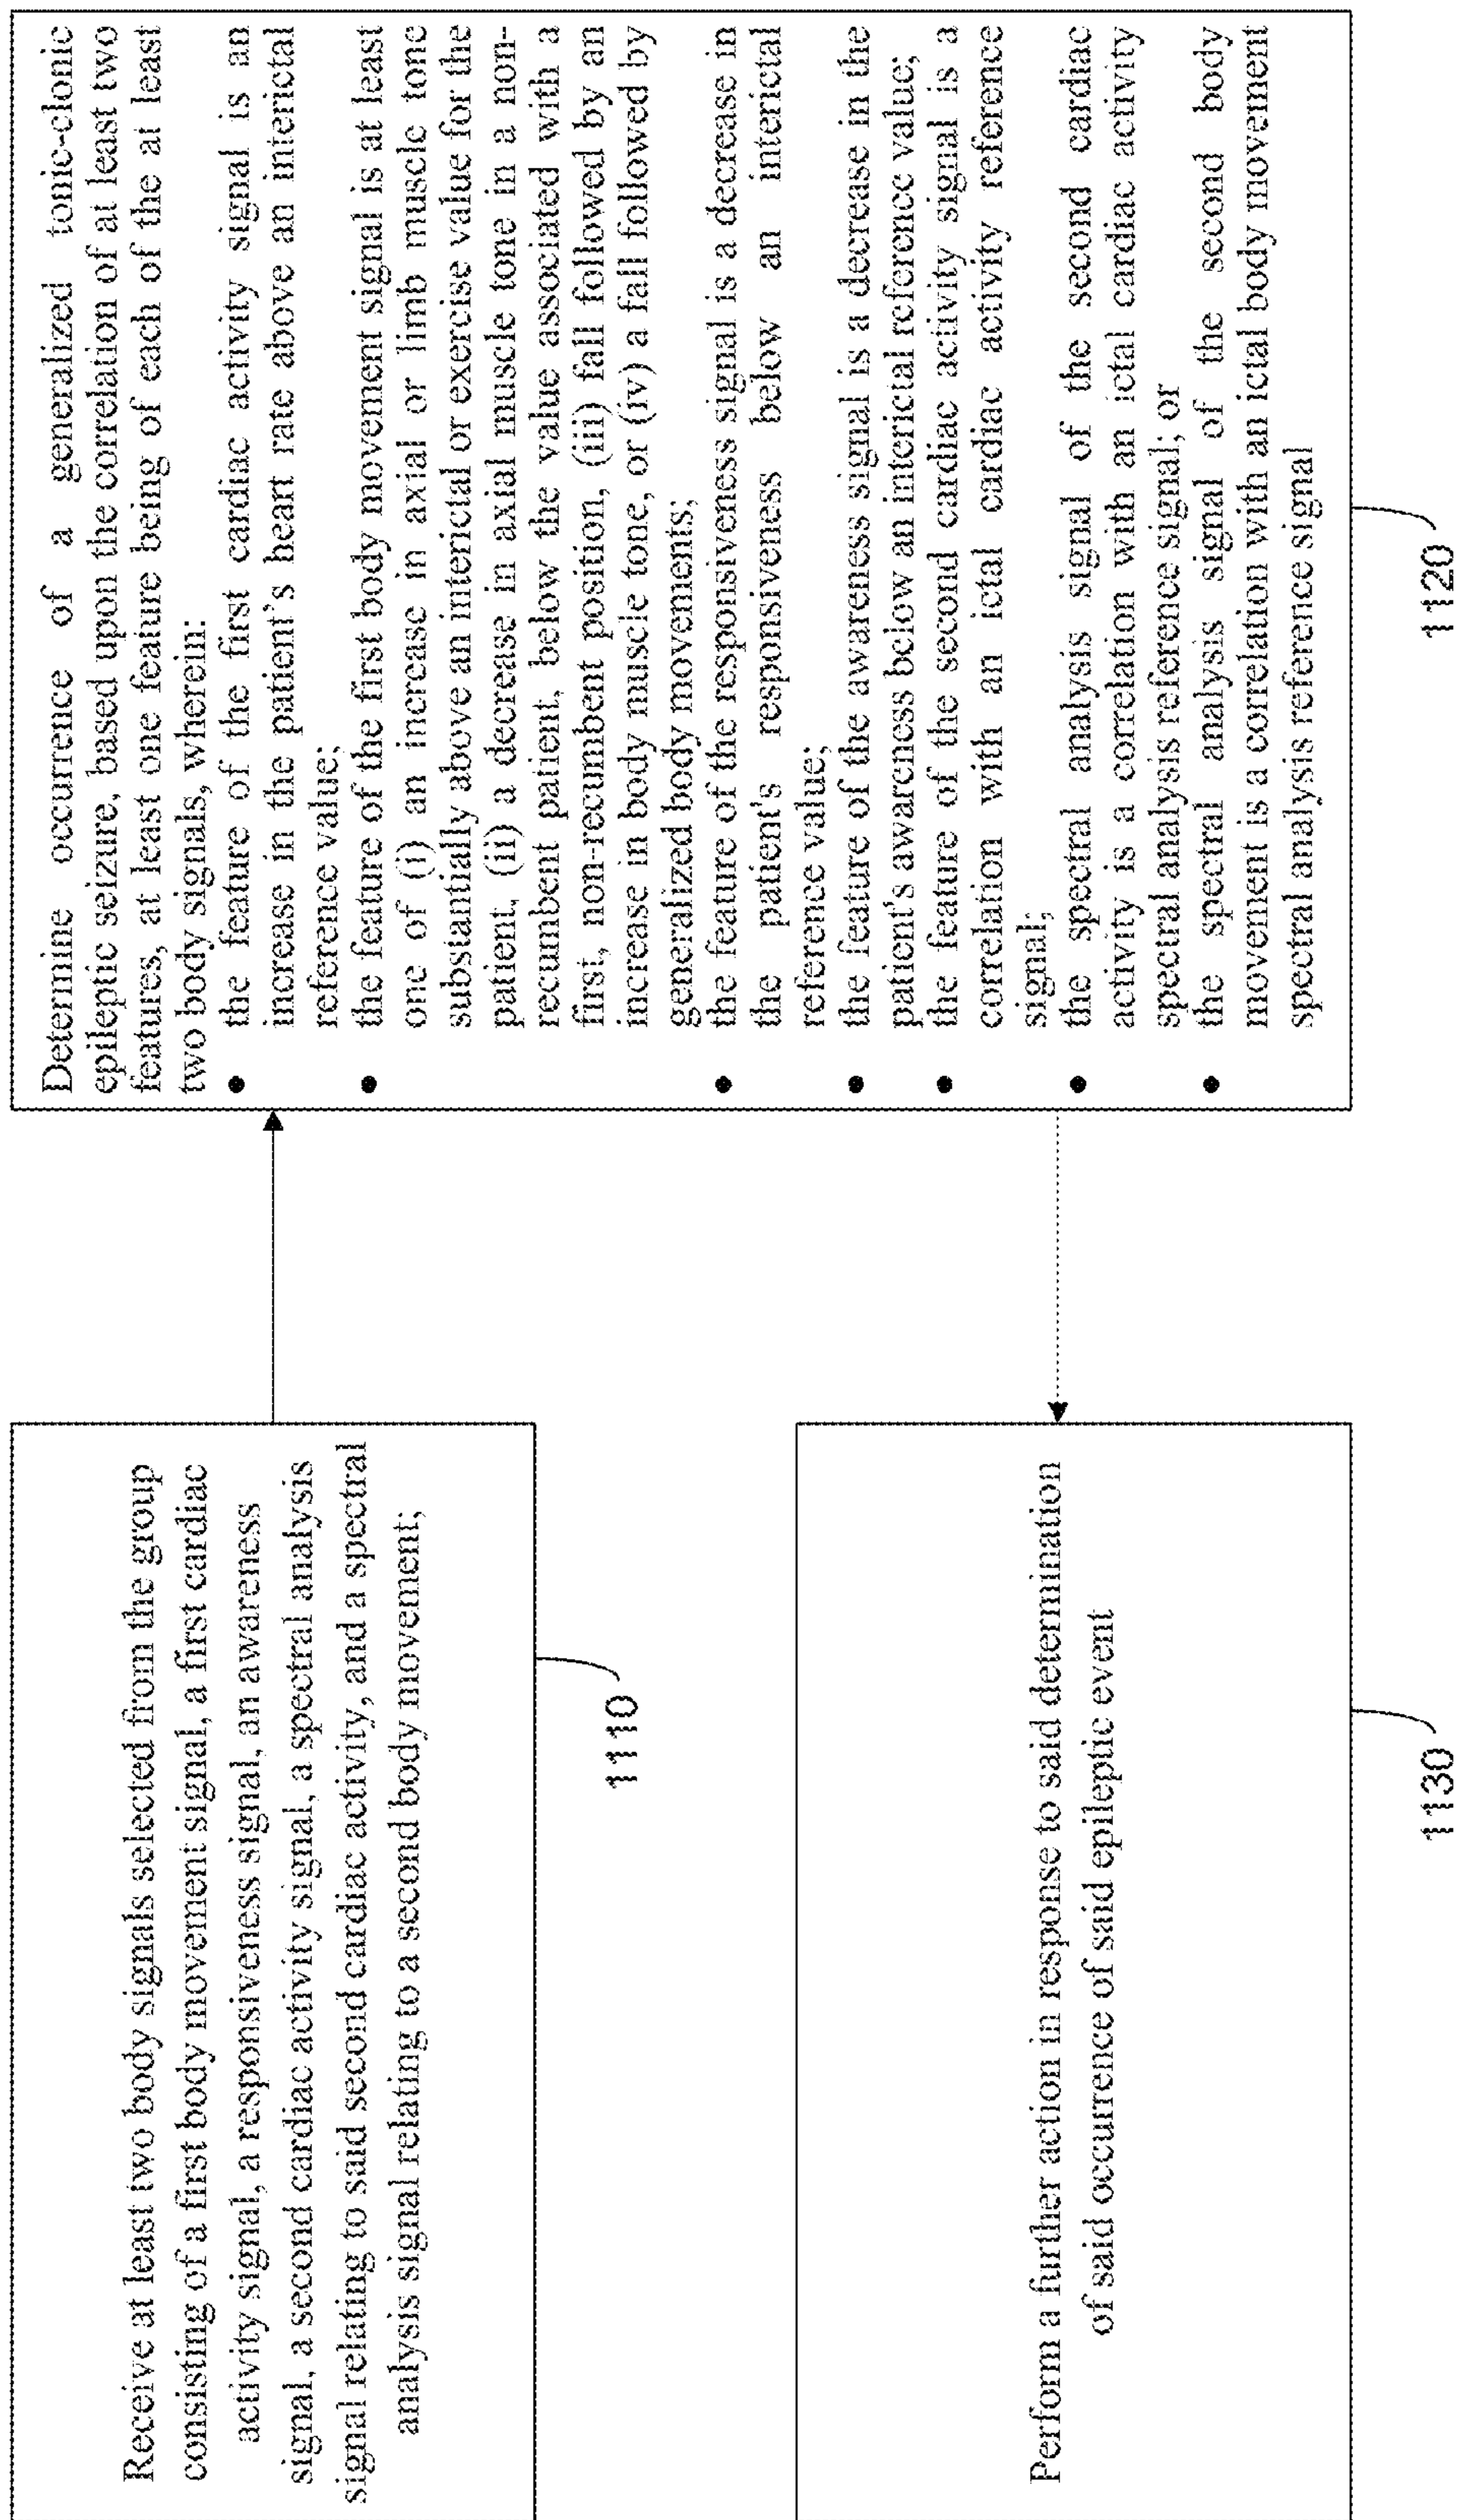 Receive at least two body signals selected from the group
consisting of a first body movement signal, a first cardiac
activity signal, a responsiveness signal, an awareness
signal, a second cardiac activity signal, a spectral analysis
signal relating to said second cardiac activity, and a spectral
analysis signal relating to a second body movement;
1110
Determine occurrence of a generalized tonic-clonic
epileptic seizure, based upon the correlation of at least two
features, at least one feature being of each of the at least
two body signals, wherein:
• the feature of the first cardiac activity signal is an
increase in the patient's heart rate above an interictal
reference value;
• the feature of the first body movement signal is at least
one of (i) an increase in axial or limb muscle tone
substantially above an interictal or exercise value for the
patient, (ii) a decrease in axial muscle tone in a non-
recumbent patient, below the value associated with a
first, non-recumbent position, (iii) fall followed by an
increase in body muscle tone, or (iv) a fall followed by
generalized body movements;
• the feature of the responsiveness signal is a decrease in
the patient's responsiveness below an interictal
reference value;
• the feature of the awareness signal is a decrease in the
patient's awareness below an interictal reference value;
• the feature of the second cardiac activity signal is a
correlation with an ictal cardiac activity reference
signal;
• the spectral analysis signal of the second cardiac
activity is a correlation with an ictal cardiac activity
spectral analysis reference signal; or
• the spectral analysis signal of the second body
movement is a correlation with an ictal body movement
spectral analysis reference signal
1120
Perform a further action in response to said determination
of said occurrence of said epileptic event
1130